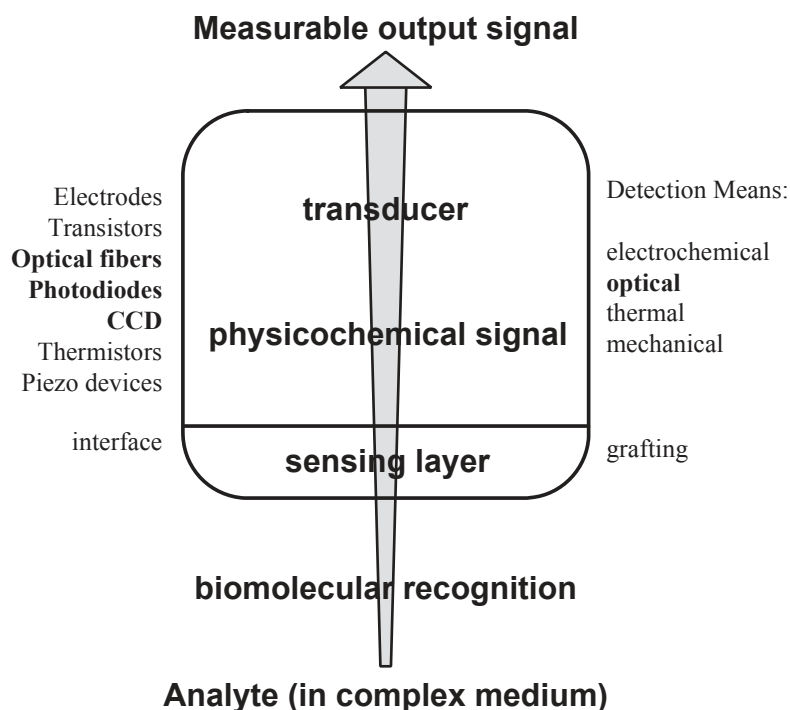 Measurable output signal
Electrodes
Transistors
Optical fibers
Photodiodes
CCD
Thermistors
Piezo devices
interface
transducer
physicochemical signal
sensing layer
Detection Means:
electrochemical
optical
thermal
mechanical
grafting
biomolecular recognition
Analyte (in complex medium)